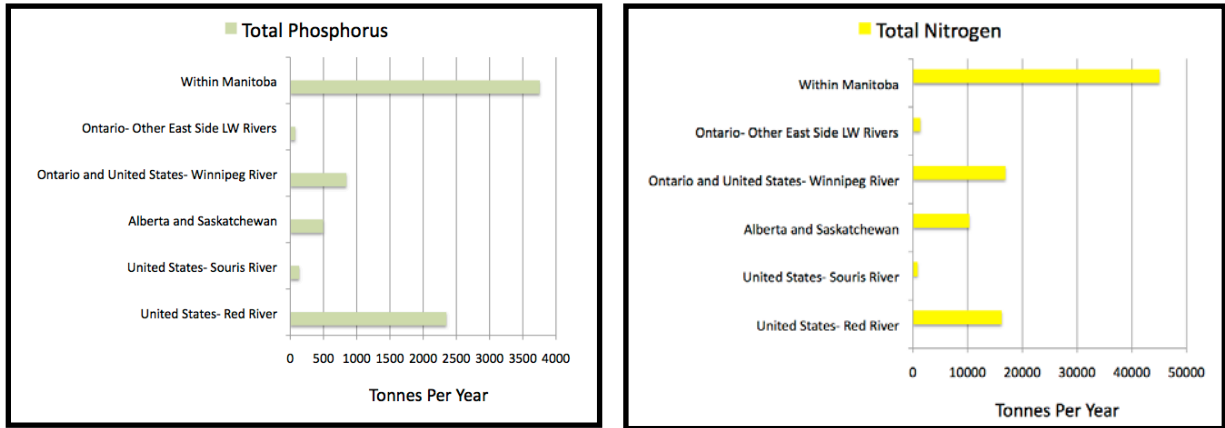 Total Phosphorus
Within Manitoba
Ontario- Other East Side LW Rivers
Ontario and United States- Winnipeg River
Alberta and Saskatchewan
United States- Souris River
United States- Red River
0 500 1000 1500 2000 2500 3000 3500 4000
Tonnes Per Year
Total Nitrogen
Within Manitoba
Ontario- Other East Side LW Rivers
Ontario and United States- Winnipeg River
Alberta and Saskatchewan
United States- Souris River
United States- Red River
0 10000 20000 30000 40000 50000
Tonnes Per Year